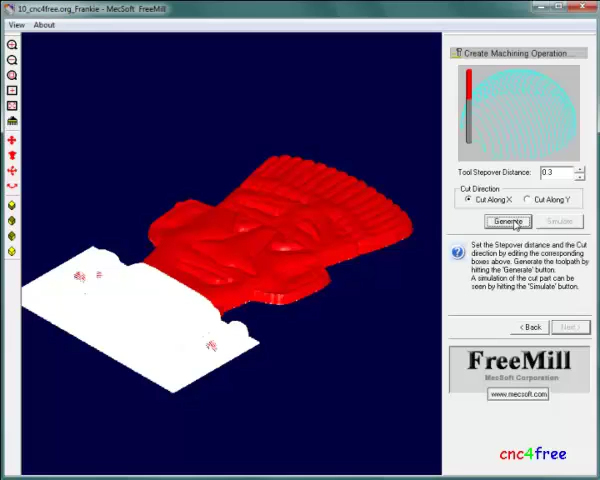 10_cnc4free.org_Frankie - MecSoft FreeMill
View About
Create Machining Operation...
Tool Stepover Distance: 0.3
Cut Direction
Cut Along X Cut Along Y
Generate Simulate
Set the Stepover distance and the Cut
direction by editing the corresponding
boxes above. Generate the toolpath by
hitting the 'Generate' button.
A simulation of the cut part can be
seen by hitting the 'Simulate' button.
< Back Next >
FreeMill
MecSoft Corporation
www.mecsoft.com
cnc4free